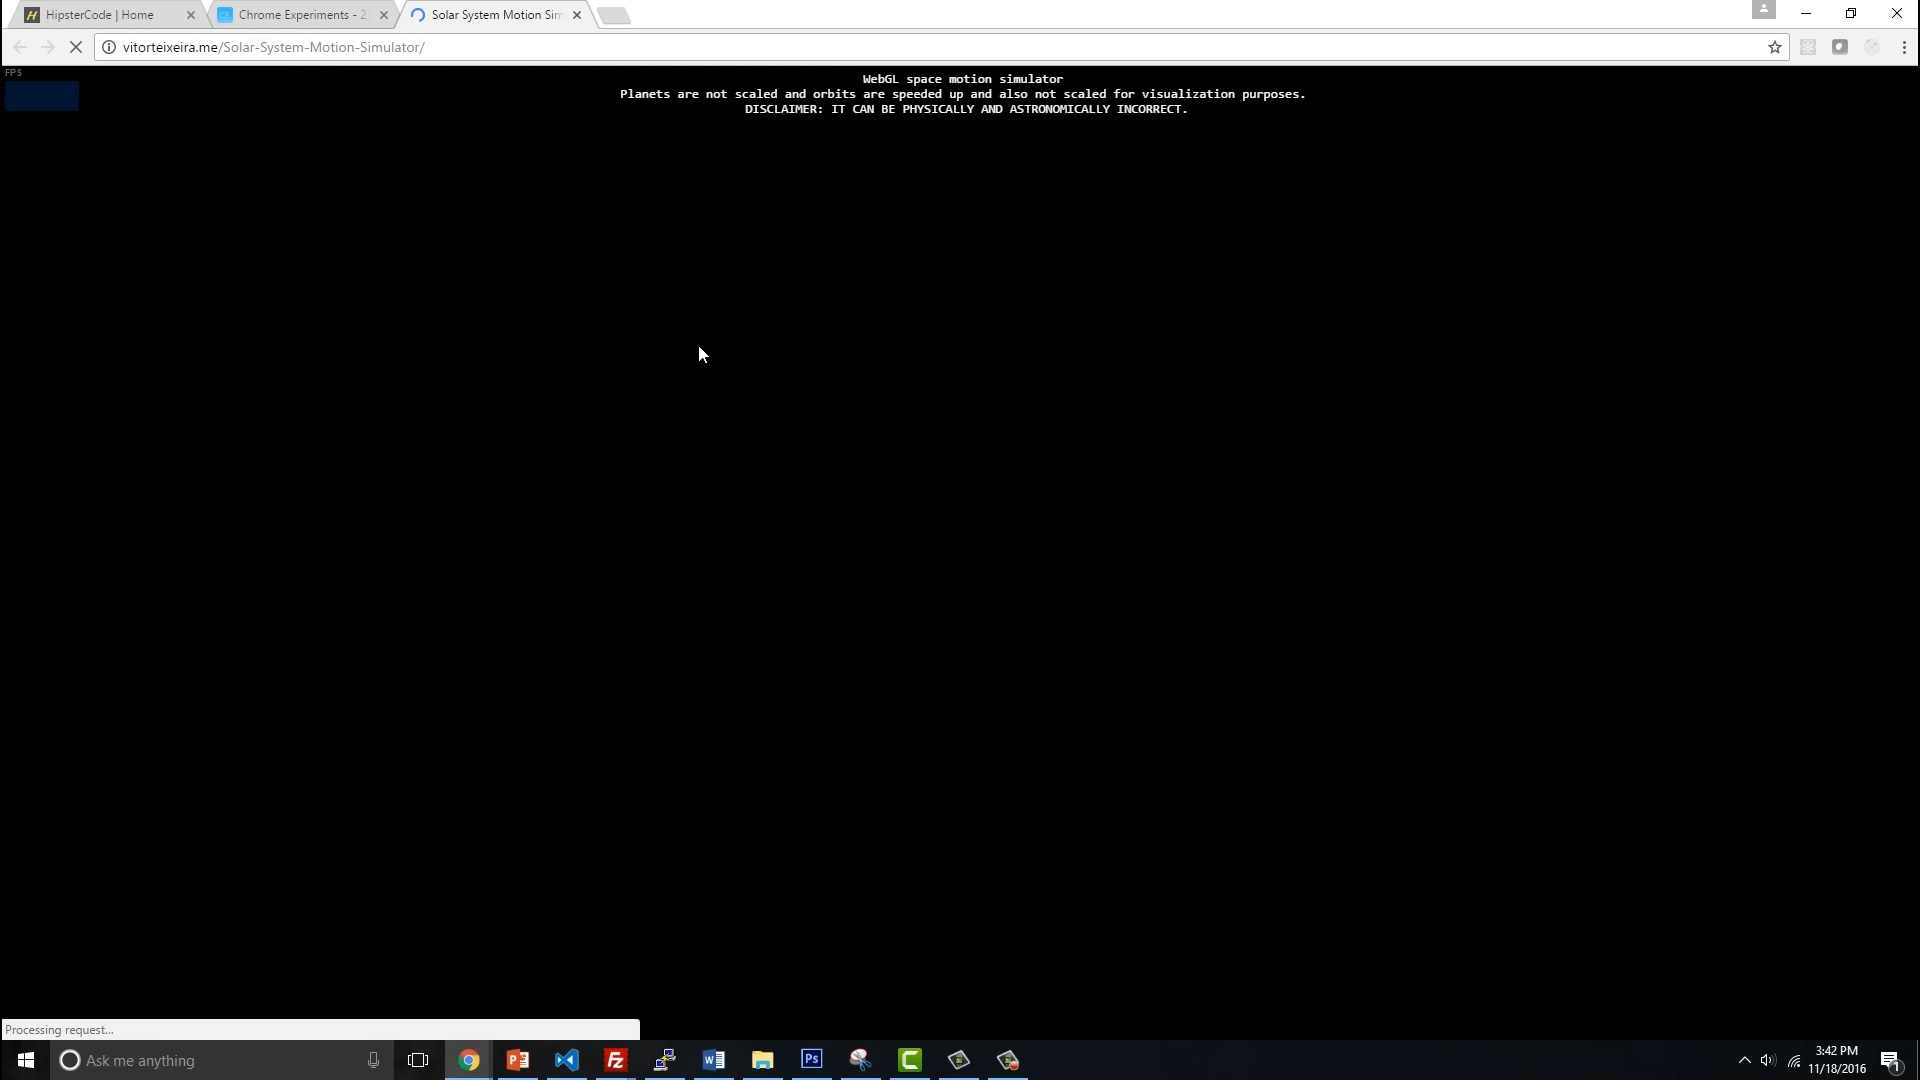 HipsterCode | Home
Chrome Experiments - 2
Solar System Motion Sim
vitorteixeira.me/Solar-System-Motion-Simulator/
FPS
WebGL space motion simulator
Planets are not scaled and orbits are speeded up and also not scaled for visualization purposes.
DISCLAIMER: IT CAN BE PHYSICALLY AND ASTRONOMICALLY INCORRECT.
Processing request...
Ask me anything
3:42 PM
11/18/2016